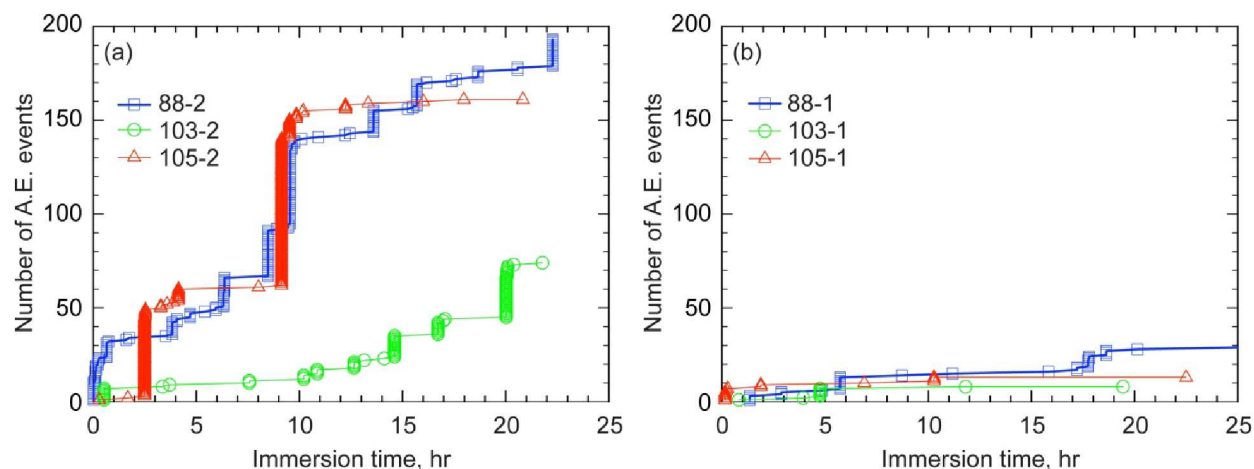 (a)
Number of A.E. events
200
150
100
50
0
88-2
103-2
105-2
0 5 10 15 20 25
Immersion time, hr
(b)
Number of A.E. events
200
150
100
50
0
88-1
103-1
105-1
0 5 10 15 20 25
Immersion time, hr